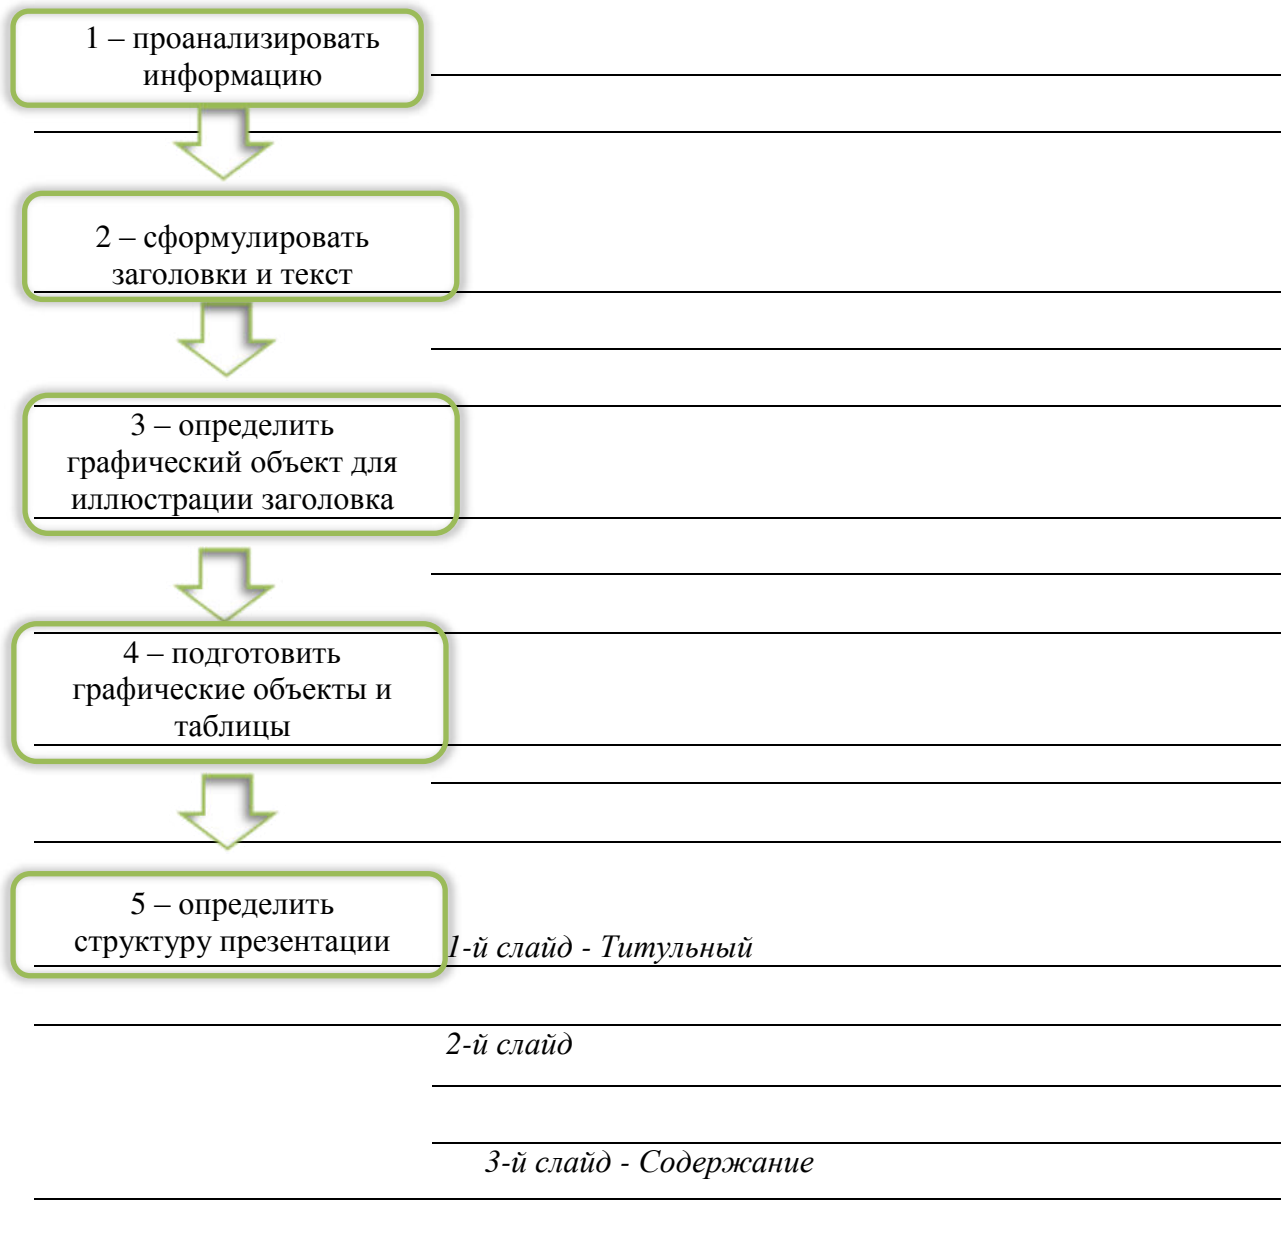 1 – проанализировать
информацию
2 – сформулировать
заголовки и текст
3 – определить
графический объект для
иллюстрации заголовка
4 – подготовить
графические объекты и
таблицы
5 – определить
структуру презентации
1-й слайд - Титульный
2-й слайд
3-й слайд - Содержание